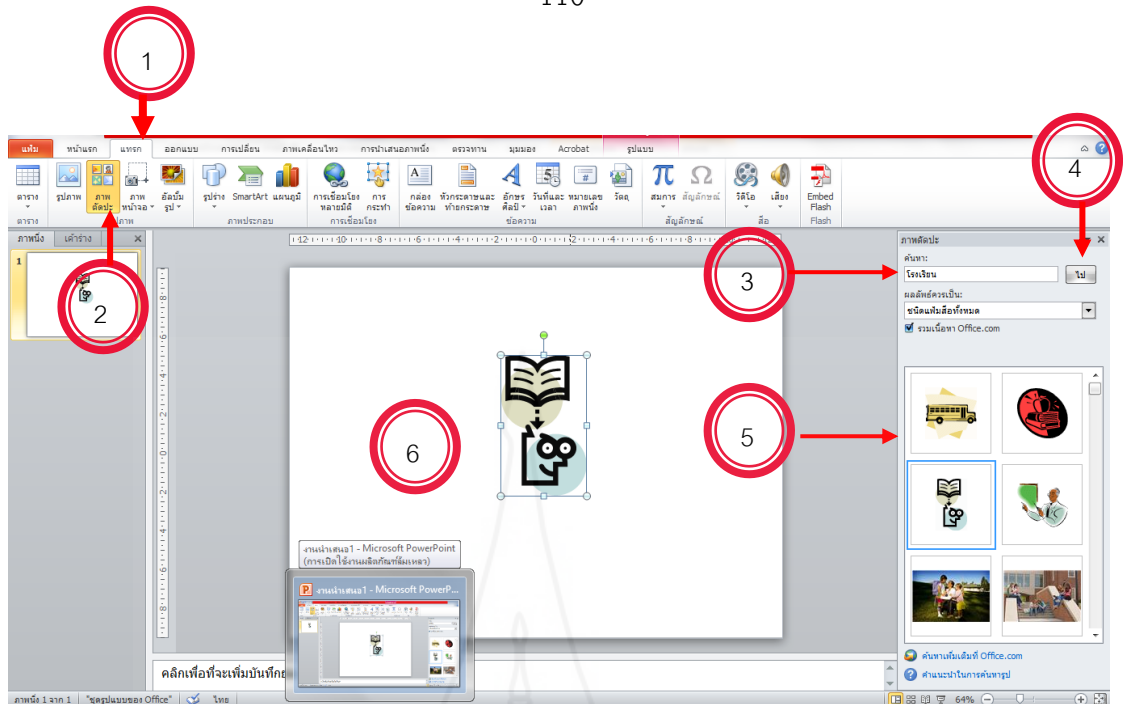 110
1
แฟ้ม หน้าแรก แทรก ออกแบบ การเปลี่ยน ภาพเคลื่อนไหว การนำเสนอภาพนิ่ง ตรวจทาน มุมมอง Acrobat รูปแบบ
4
ตาราง รูปภาพ ภาพตัดปะ ภาพหน้าจอ อัลบั้มรูป รูปร่าง SmartArt แผนภูมิ การเชื่อมโยงหลายมิติ การกระทำ กล่องข้อความ หัวกระดาษและท้ายกระดาษ อักษรศิลป์ วันที่และเวลา หมายเลขภาพนิ่ง วัตถุ สมการ สัญลักษณ์ วิดีโอ เสียง Embed Flash
ตาราง ภาพประกอบ การเชื่อมโยง ข้อความ สัญลักษณ์ สื่อ Flash
ภาพนิ่ง เค้าร่าง
1
2
3
ภาพตัดปะ
ค้นหา:
โรงเรียน ไป
ผลลัพธ์ควรเป็น:
ชนิดแฟ้มสื่อทั้งหมด
รวมเนื้อหา Office.com
5
6
งานนำเสนอ1 - Microsoft PowerPoint
(การเปิดใช้งานผลิตภัณฑ์ล้มเหลว)
งานนำเสนอ1 - Microsoft PowerP...
คลิกเพื่อที่จะเพิ่มบันทึกย่อ
ค้นหาเพิ่มเติมที่ Office.com
คำแนะนำในการค้นหารูป
ภาพนิ่ง 1 จาก 1 "ชุดรูปแบบของ Office" ไทย 64%